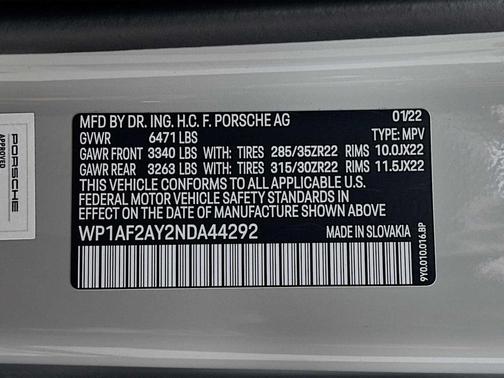 MFD BY DR. ING. H.C. F. PORSCHE AG 01/22
GVWR 6471 LBS TYPE: MPV
GAWR FRONT 3340 LBS WITH: TIRES 285/35ZR22 RIMS 10.0JX22
GAWR REAR 3263 LBS WITH: TIRES 315/30ZR22 RIMS 11.5JX22
THIS VEHICLE CONFORMS TO ALL APPLICABLE U.S.
FEDERAL MOTOR VEHICLE SAFETY STANDARDS IN
EFFECT ON THE DATE OF MANUFACTURE SHOWN ABOVE
WP1AF2AY2NDA44292 MADE IN SLOVAKIA
9Y0.010.016.BP
PORSCHE
APPROVED